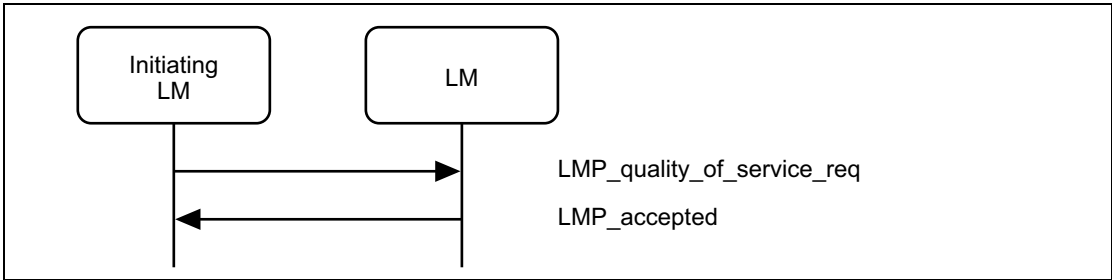 Initiating
LM
LM
LMP_quality_of_service_req
LMP_accepted